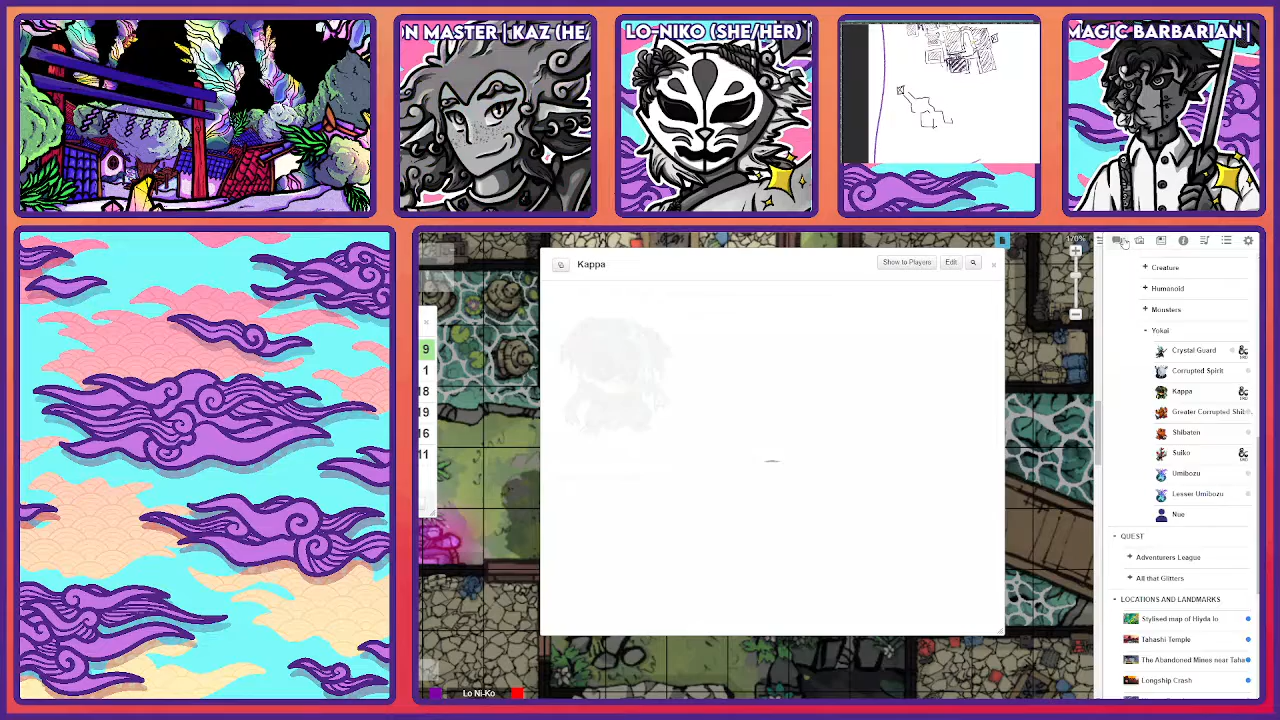 ON MASTER | KAZ (HE
LO-NIKO (SHE/HER)
MAGIC BARBARIAN |
170%
Kappa
Show to Players
Edit
9
1
18
19
16
11
Creature
Humanoid
Monsters
Yokai
Crystal Guard
Corrupted Spirit
Kappa
Greater Corrupted Shib
Shibaten
Suiko
Umibozu
Lesser Umibozu
Nue
QUEST
Adventurers League
All that Glitters
LOCATIONS AND LANDMARKS
Stylised map of Hiyda Io
Tahashi Temple
The Abandoned Mines near Taha
Longship Crash
Lo Ni-Ko